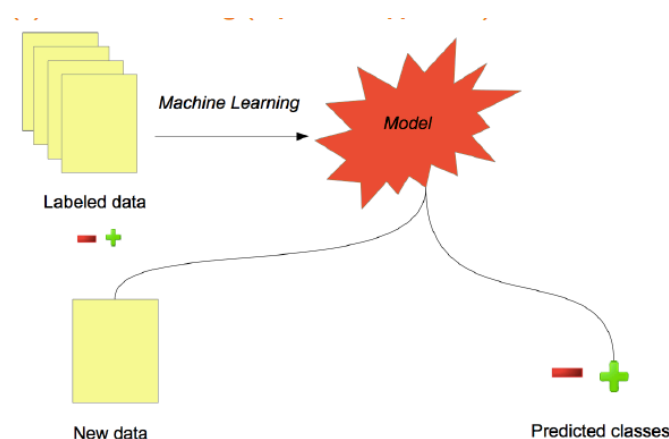 Machine Learning
Model
Labeled data
New data
Predicted classes